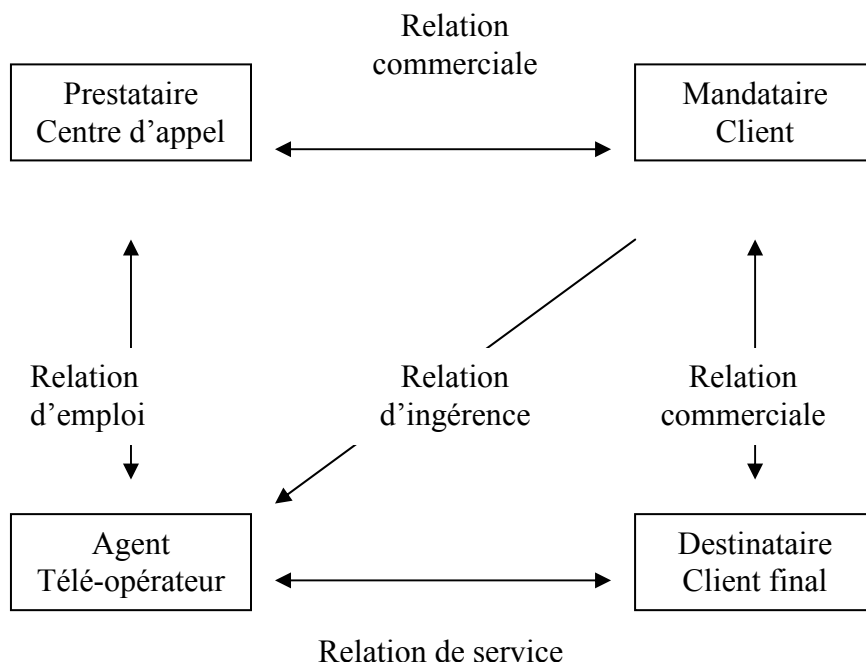 Relation
commerciale
Prestataire
Centre d’appel
Mandataire
Client
Relation
d’emploi
Relation
d’ingérence
Relation
commerciale
Agent
Télé-opérateur
Destinataire
Client final
Relation de service